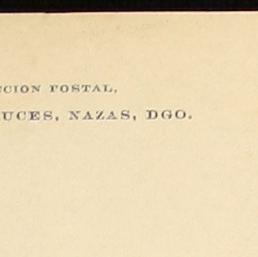 CCION POSTAL,
UCES, NAZAS, DGO.